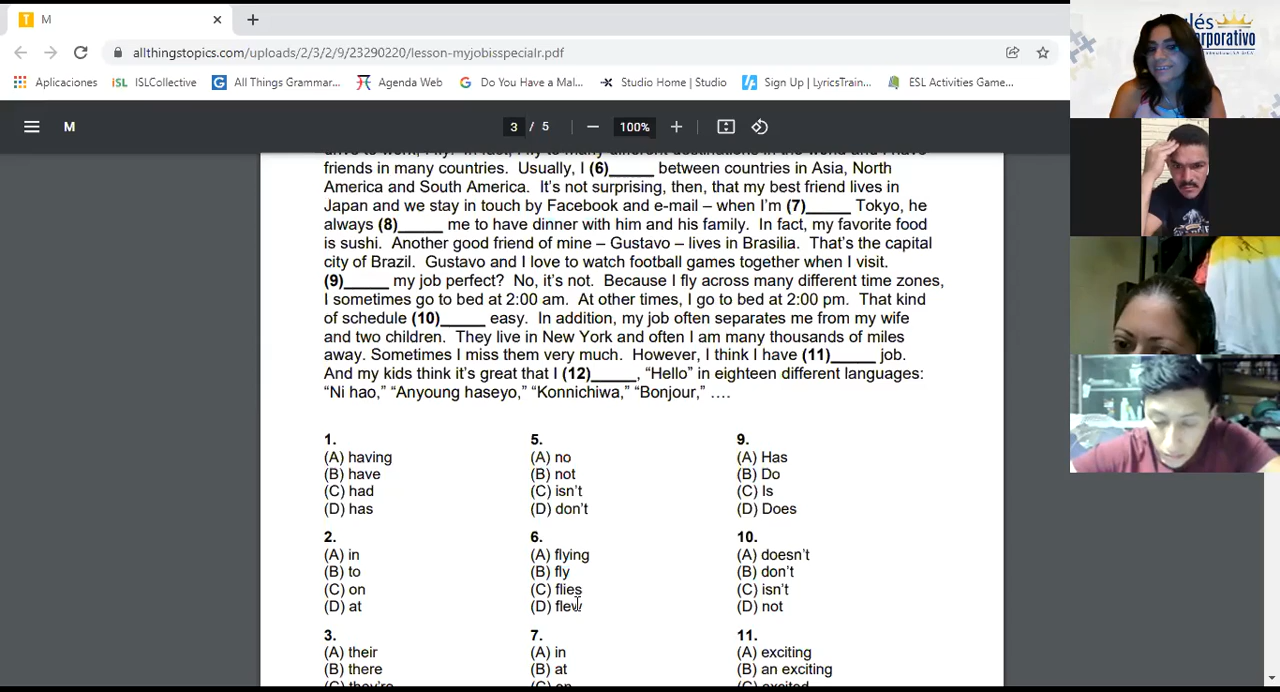 M
allthingstopics.com/uploads/2/3/2/9/23290220/lesson-myobisspecialr.pdf
Aplicaciones ISLCollective All Things Grammar... Agenda Web Do You Have a Mal... Studio Home | Studio Sign Up | LyricsTrain... ESL Activities Game...
M 3 / 5 100%
friends in many countries. Usually, I (6)_____ between countries in Asia, North
America and South America. It's not surprising, then, that my best friend lives in
Japan and we stay in touch by Facebook and e-mail – when I'm (7)_____ Tokyo, he
always (8)_____ me to have dinner with him and his family. In fact, my favorite food
is sushi. Another good friend of mine – Gustavo – lives in Brasilia. That's the capital
city of Brazil. Gustavo and I love to watch football games together when I visit.
(9)_____ my job perfect? No, it's not. Because I fly across many different time zones,
I sometimes go to bed at 2:00 am. At other times, I go to bed at 2:00 pm. That kind
of schedule (10)_____ easy. In addition, my job often separates me from my wife
and two children. They live in New York and often I am many thousands of miles
away. Sometimes I miss them very much. However, I think I have (11)_____ job.
And my kids think it's great that I (12)_____, "Hello" in eighteen different languages:
"Ni hao," "Anyoung haseyo," "Konnichiwa," "Bonjour," ….
1.
(A) having
(B) have
(C) had
(D) has
2.
(A) in
(B) to
(C) on
(D) at
3.
(A) their
(B) there
(C) they're
5.
(A) no
(B) not
(C) isn't
(D) don't
6.
(A) flying
(B) fly
(C) flies
(D) flew
7.
(A) in
(B) at
(C) on
9.
(A) Has
(B) Do
(C) Is
(D) Does
10.
(A) doesn't
(B) don't
(C) isn't
(D) not
11.
(A) exciting
(B) an exciting
(C) excited